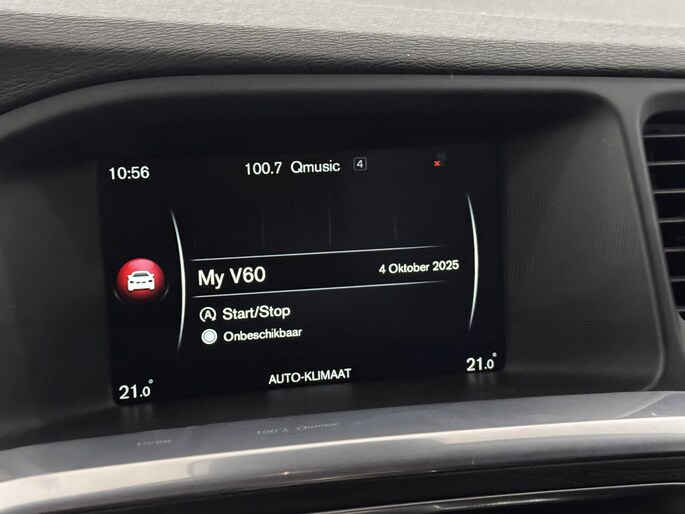 10:56
100.7 Qmusic 4
My V60
4 Oktober 2025
Start/Stop
Onbeschikbaar
21.0°
AUTO-KLIMAAT
21.0°